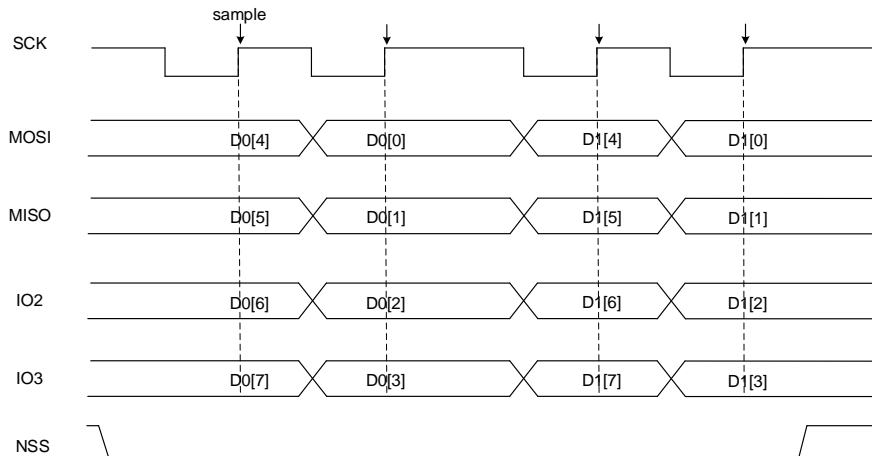 sample
SCK
MOSI D0[4] D0[0] D1[4] D1[0]
MISO D0[5] D0[1] D1[5] D1[1]
IO2 D0[6] D0[2] D1[6] D1[2]
IO3 D0[7] D0[3] D1[7] D1[3]
NSS